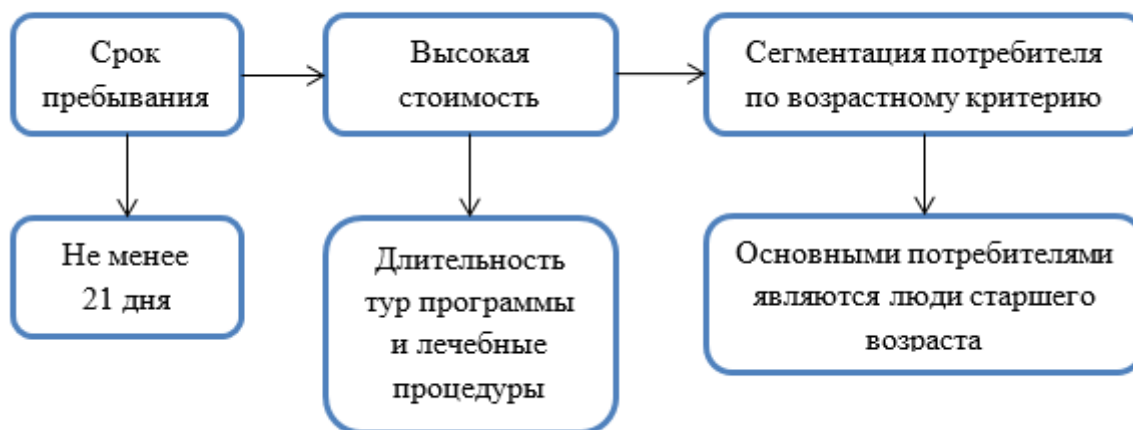 Срок
пребывания
Высокая
стоимость
Сегментация потребителя
по возрастному критерию
Не менее
21 дня
Длительность
тур программы
и лечебные
процедуры
Основными потребителями
являются люди старшего
возраста